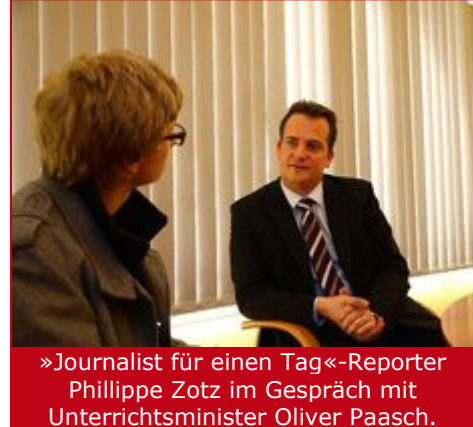 »Journalist für einen Tag«-Reporter
Phillippe Zotz im Gespräch mit
Unterrichtsminister Oliver Paasch.